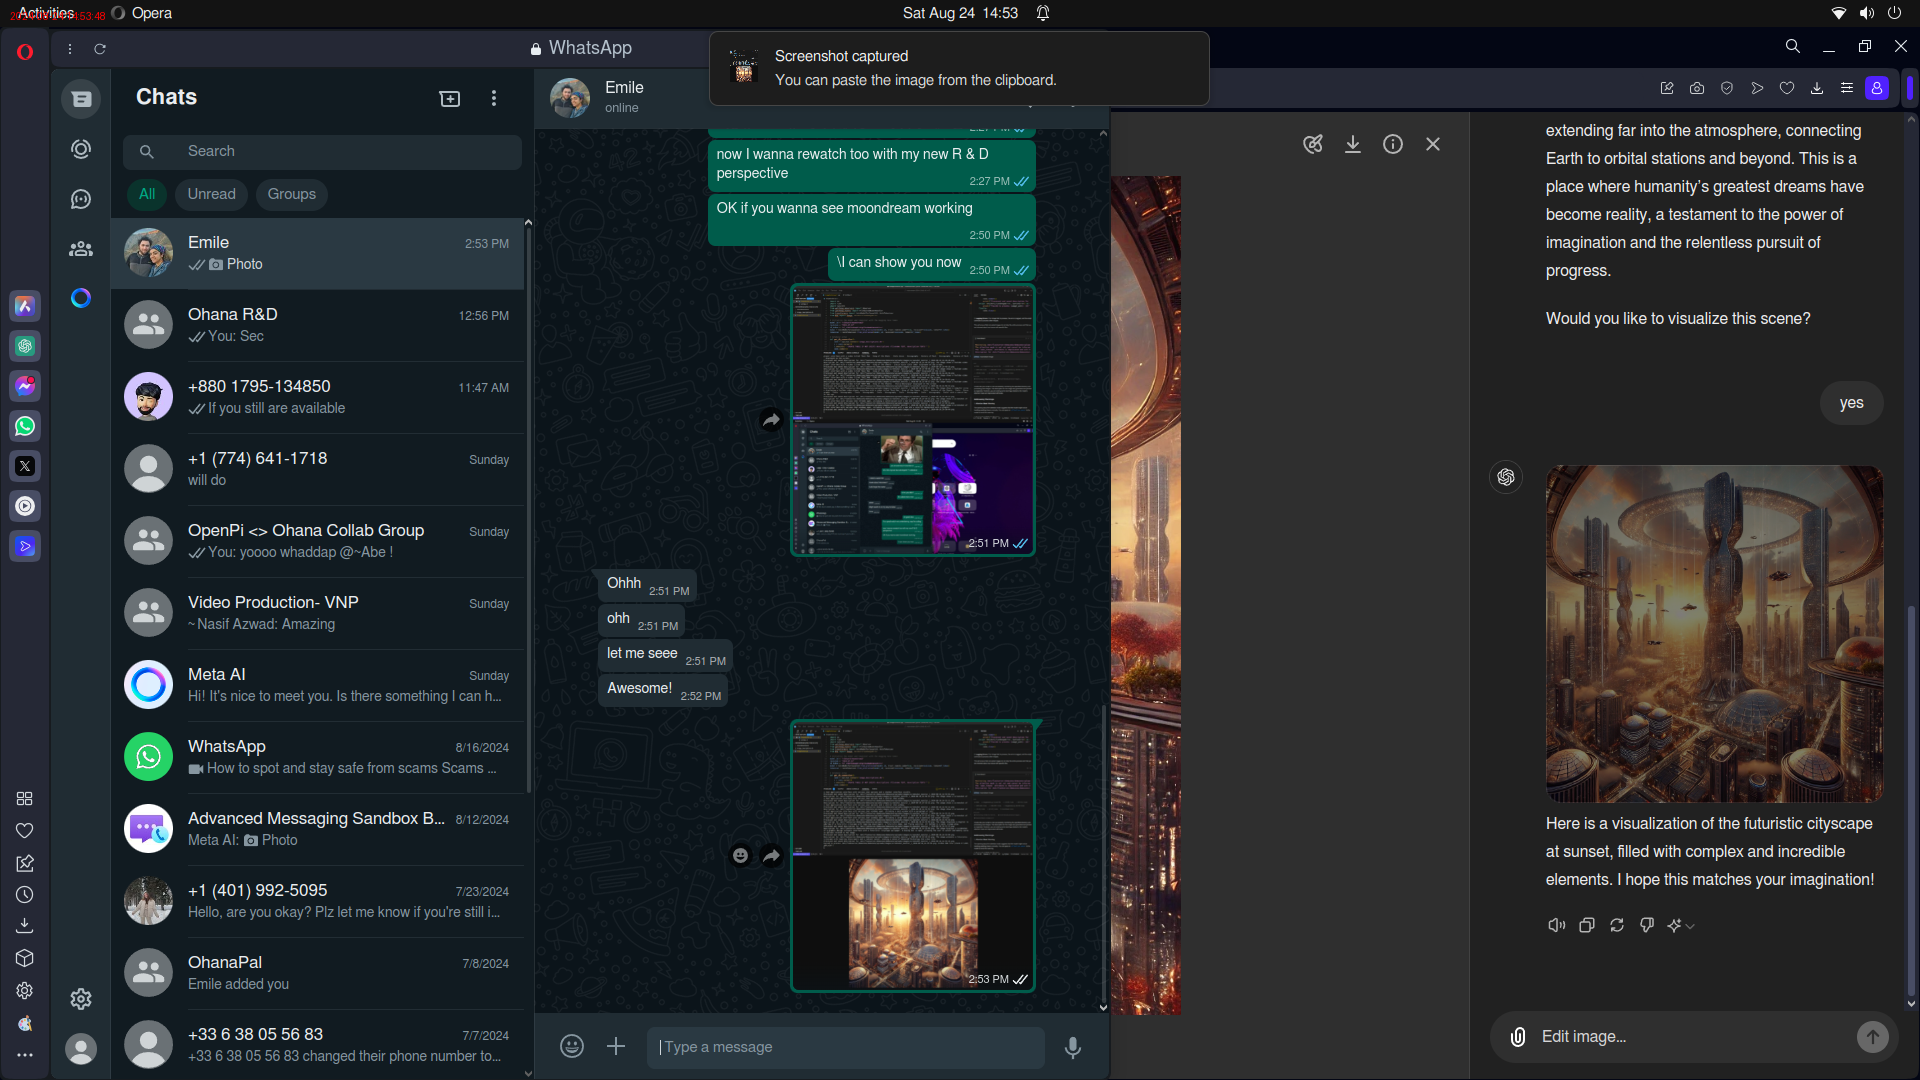 Activities
Opera
Sat Aug 24 14:53
WhatsApp
Screenshot captured
You can paste the image from the clipboard.
Chats
Search
All
Unread
Groups
Emile
2:53 PM
Photo
Ohana R&D
12:56 PM
You: Sec
+880 1795-134850
11:47 AM
If you still are available
+1 (774) 641-1718
Sunday
will do
OpenPi <> Ohana Collab Group
Sunday
You: yoooo whaddap @~Abe !
Video Production- VNP
Sunday
~ Nasif Azwad: Amazing
Meta AI
Sunday
Hi! It's nice to meet you. Is there something I can h...
WhatsApp
8/16/2024
How to spot and stay safe from scams Scams ...
Advanced Messaging Sandbox B...
8/12/2024
Meta AI: Photo
+1 (401) 992-5095
7/23/2024
Hello, are you okay? Plz let me know if you're still i...
OhanaPal
7/8/2024
Emile added you
+33 6 38 05 56 83
7/7/2024
+33 6 38 05 56 83 changed their phone number to...
Emile
online
now I wanna rewatch too with my new R & D
perspective
2:27 PM
OK if you wanna see moondream working
2:50 PM
\I can show you now
2:50 PM
2:51 PM
Ohhh
2:51 PM
ohh
2:51 PM
let me seee
2:51 PM
Awesome!
2:52 PM
2:53 PM
Type a message
extending far into the atmosphere, connecting
Earth to orbital stations and beyond. This is a
place where humanity's greatest dreams have
become reality, a testament to the power of
imagination and the relentless pursuit of
progress.
Would you like to visualize this scene?
yes
Here is a visualization of the futuristic cityscape
at sunset, filled with complex and incredible
elements. I hope this matches your imagination!
Edit image...